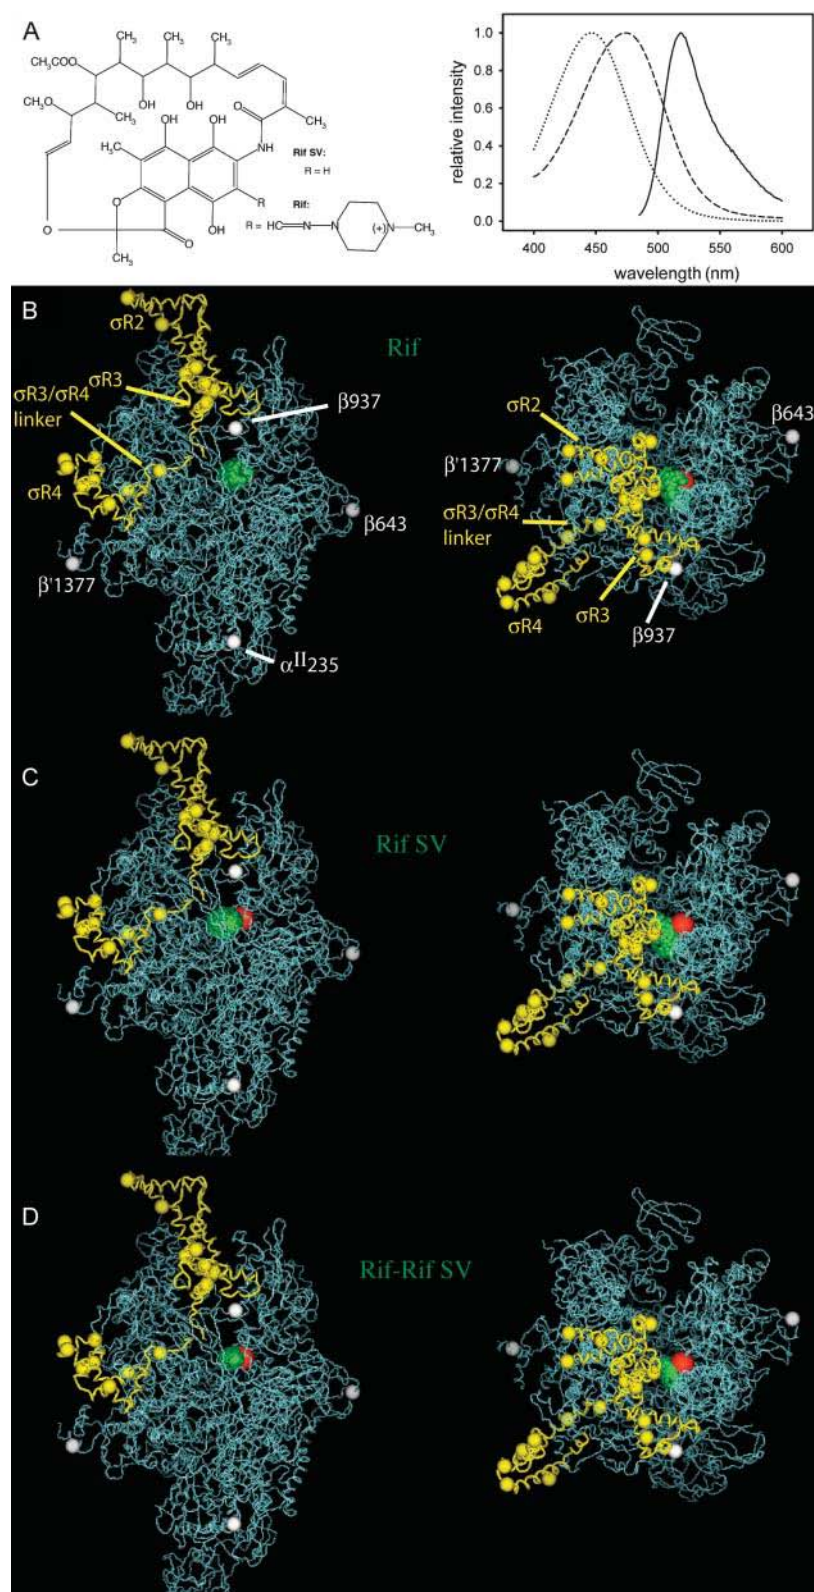 A
CH₃ CH₃ CH₃
CH₃COO
CH₃O
CH₃ OH OH
O
CH₃
OH OH
NH
H₃C
Rif SV:
R = H
O
R
Rif:
OH
O
O
R = HC=N—N (+)N—CH₃
CH₃
relative intensity
1.0
0.8
0.6
0.4
0.2
0.0
400 450 500 550 600
wavelength (nm)
B
σR2
Rif
σR3
σR3/σR4
linker
β937
σR4
β643
β'1377
αII235
σR2
β643
β'1377
σR3/σR4
linker
σR4
σR3
β937
C
Rif SV
D
Rif-Rif SV